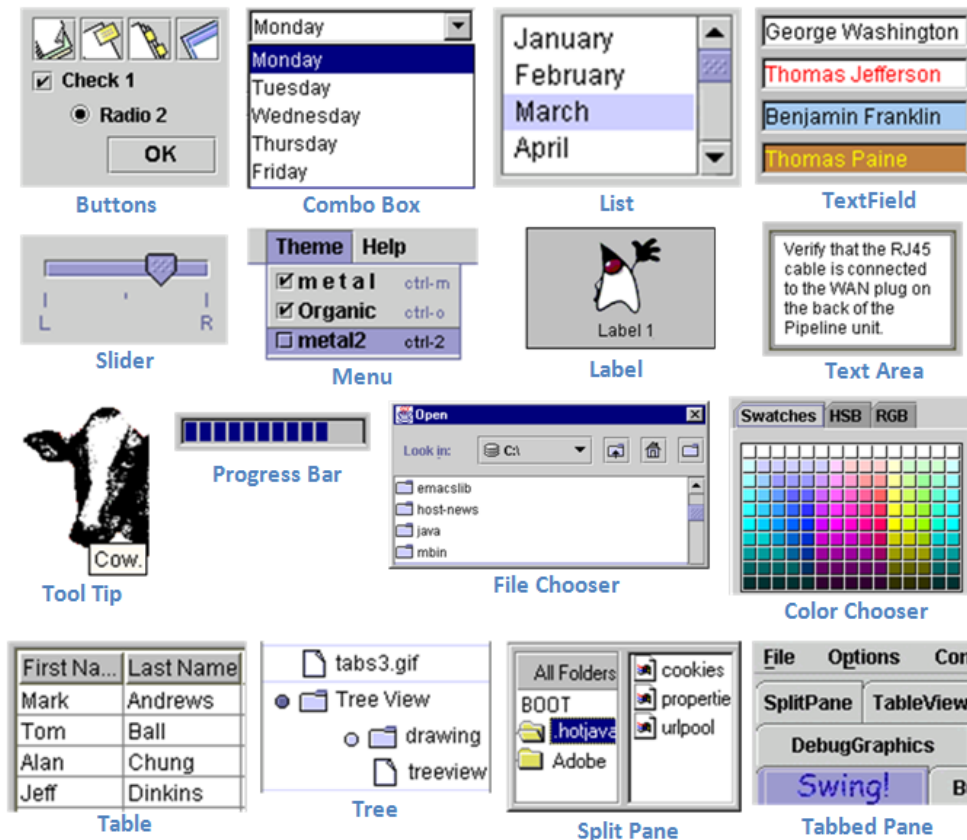 Check 1
Radio 2
OK
Buttons
Monday
Monday
Tuesday
Wednesday
Thursday
Friday
Combo Box
January
February
March
April
List
George Washington
Thomas Jefferson
Benjamin Franklin
Thomas Paine
TextField
L R
Slider
Theme Help
metal ctrl-m
Organic ctrl-o
metal2 ctrl-2
Menu
Label 1
Label
Verify that the RJ45
cable is connected
to the WAN plug on
the back of the
Pipeline unit.
Text Area
Cow.
Tool Tip
Progress Bar
Open
Look in: C:\
emacslib
host-news
java
mbin
File Chooser
Swatches HSB RGB
Color Chooser
First Na... Last Name
Mark Andrews
Tom Ball
Alan Chung
Jeff Dinkins
Table
tabs3.gif
Tree View
drawing
treeview
Tree
All Folders
BOOT
.hotjava
Adobe
cookies
propertie
urlpool
Split Pane
File Options Con
SplitPane TableView
DebugGraphics
Swing! B
Tabbed Pane